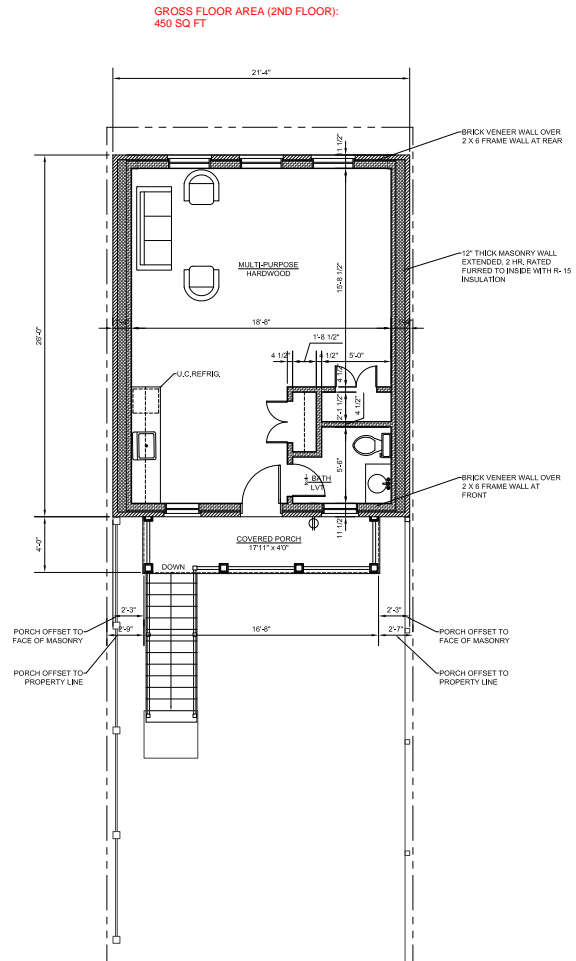 GROSS FLOOR AREA (2ND FLOOR):
450 SQ FT
21'-4"
BRICK VENEER WALL OVER
2 X 6 FRAME WALL AT REAR
11 1/2"
12" THICK MASONRY WALL
EXTENDED, 2 HR, RATED
FURRED TO INSIDE WITH R- 15
INSULATION
MULTI-PURPOSE
HARDWOOD
15'-8 1/2"
26'-0"
18'-8"
1'-8 1/2"
4 1/2"
1/2"
5'-0"
U.C.REFRIG.
4 1/2"
2'-1 1/2"
4 1/2"
5'-6"
BATH
LVT
BRICK VENEER WALL OVER
2 X 6 FRAME WALL AT
FRONT
11 1/2"
4'-0"
COVERED PORCH
17'11" x 4'0"
DOWN
2'-3"
2'-3"
PORCH OFFSET TO
FACE OF MASONRY
2'-9"
16'-8"
2'-7"
PORCH OFFSET TO
FACE OF MASONRY
PORCH OFFSET TO
PROPERTY LINE
PORCH OFFSET TO
PROPERTY LINE